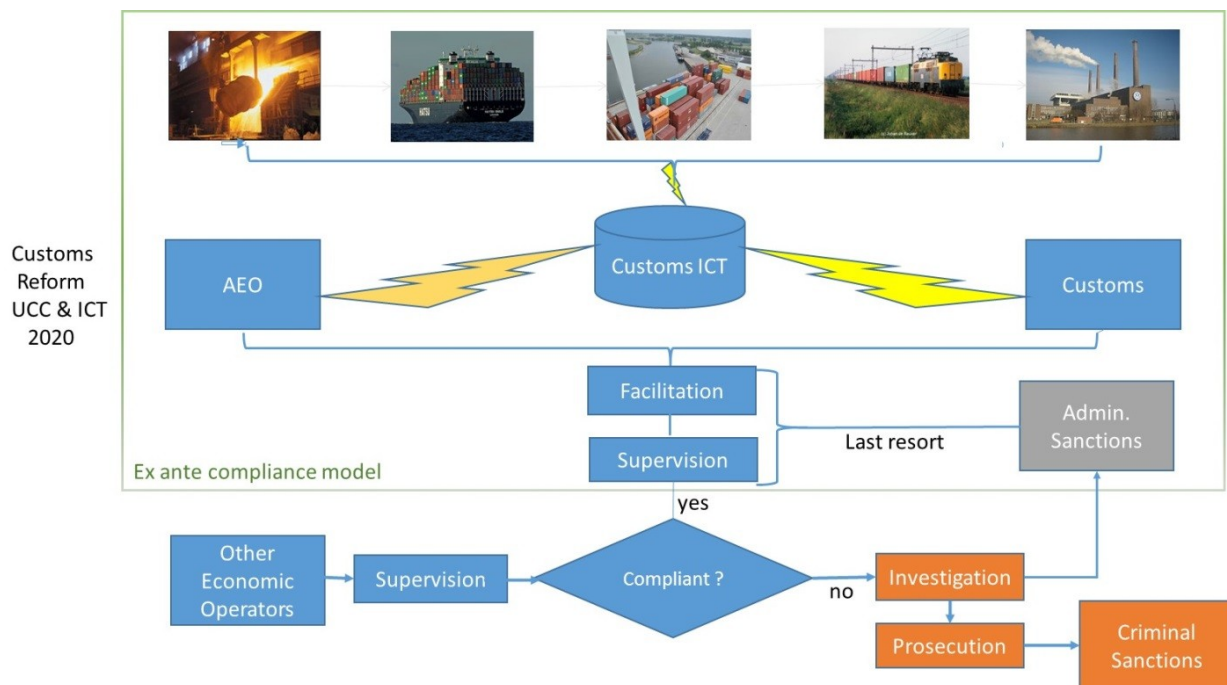 Customs
Reform
UCC & ICT
2020
AEO
Customs ICT
Customs
Facilitation
Supervision
Last resort
Admin.
Sanctions
Ex ante compliance model
yes
Other
Economic
Operators
Supervision
Compliant ?
no
Investigation
Prosecution
Criminal
Sanctions